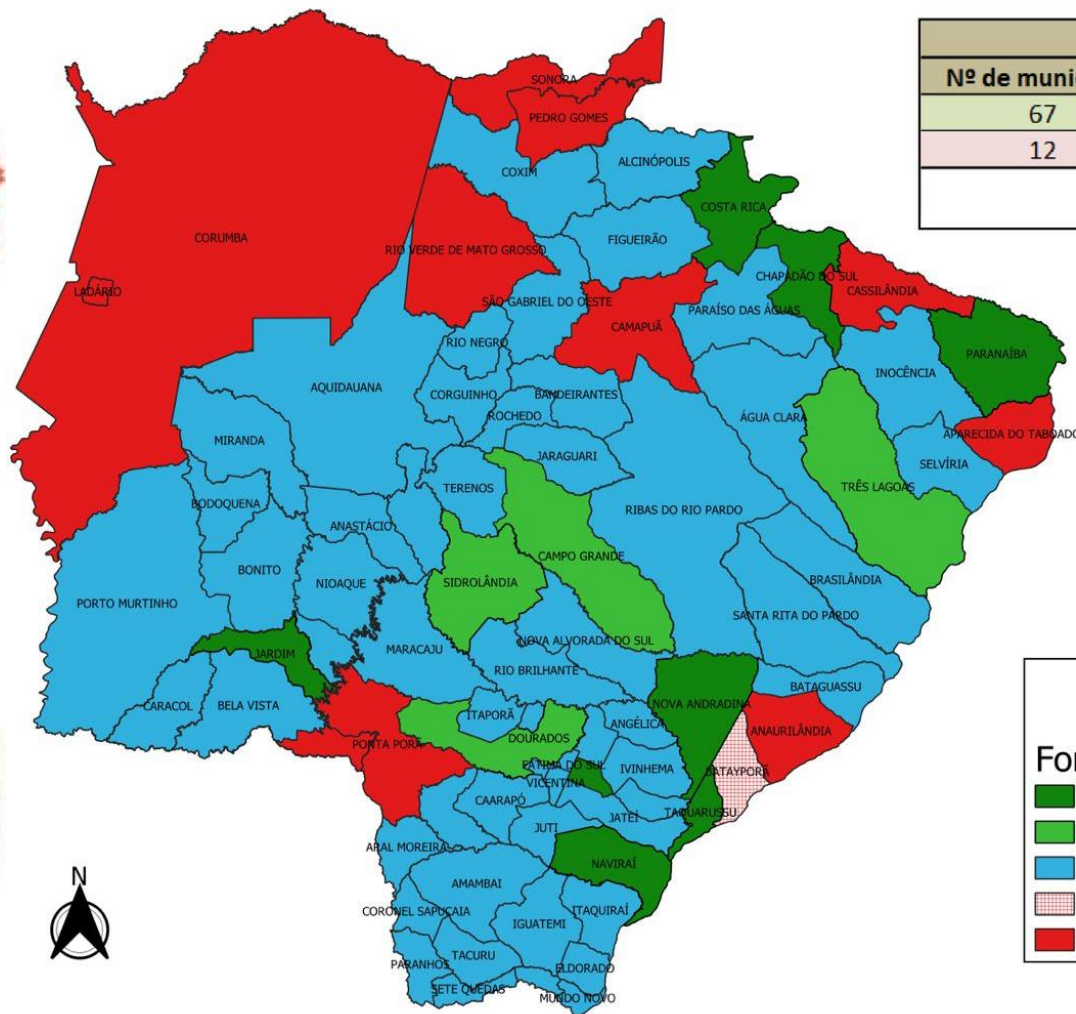 Nº de munic
67
12
SONORA
PEDRO GOMES
COXIM
ALCINÓPOLIS
COSTA RICA
CORUMBA
RIO VERDE DE MATO GROSSO
FIGUEIRÃO
CHAPADÃO DO SUL
LADÁRIO
CASSILÂNDIA
SÃO GABRIEL DO OESTE
PARAÍSO DAS ÁGUAS
CAMAPUÃ
RIO NEGRO
PARANAÍBA
INOCÊNCIA
AQUIDAUANA
CORGUINHO
BANDEIRANTES
ROCHEDO
ÁGUA CLARA
MIRANDA
APARECIDA DO TABOADO
JARAGUARI
SELVÍRIA
TRÊS LAGOAS
TERENOS
BODOQUENA
RIBAS DO RIO PARDO
ANASTÁCIO
CAMPO GRANDE
BONITO
NIOAQUE
SIDROLÂNDIA
BRASILÂNDIA
PORTO MURTINHO
SANTA RITA DO PARDO
NOVA ALVORADA DO SUL
MARACAJU
JARDIM
RIO BRILHANTE
BATAGUASSU
NOVA ANDRADINA
CARACOL
BELA VISTA
ITAPORÃ
ANGÉLICA
ANAURILÂNDIA
DOURADOS
PONTA PORÃ
FÁTIMA DO SUL
IVINHEMA
BATAYPORÃ
VICENTINA
CAARAPÓ
TAQUARUSSU
JATEÍ
JUTI
ARAL MOREIRA
NAVIRAÍ
AMAMBAI
CORONEL SAPUCAIA
ITAQUIRAÍ
IGUATEMI
TACURU
PARANHOS
ELDORADO
SETE QUEDAS
MUNDO NOVO
N
For